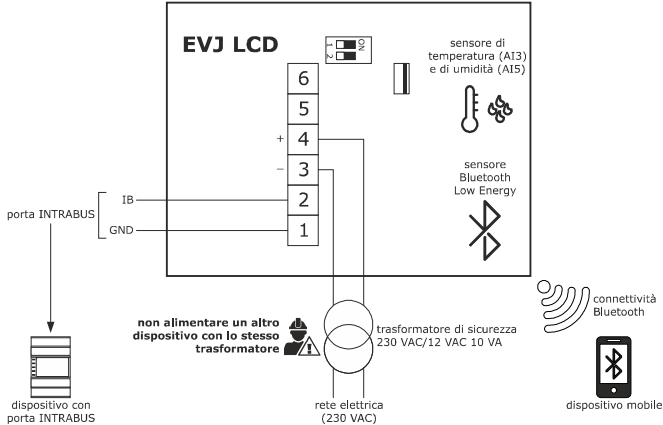 EVJ LCD
ON
1
2
sensore di
temperatura (AI3)
e di umidità (AI5)
6
5
+ 4
– 3
sensore
Bluetooth
Low Energy
IB 2
porta INTRABUS
GND 1
connettività
Bluetooth
non alimentare un altro
dispositivo con lo stesso
trasformatore
trasformatore di sicurezza
230 VAC/12 VAC 10 VA
dispositivo con
porta INTRABUS
rete elettrica
(230 VAC)
dispositivo mobile